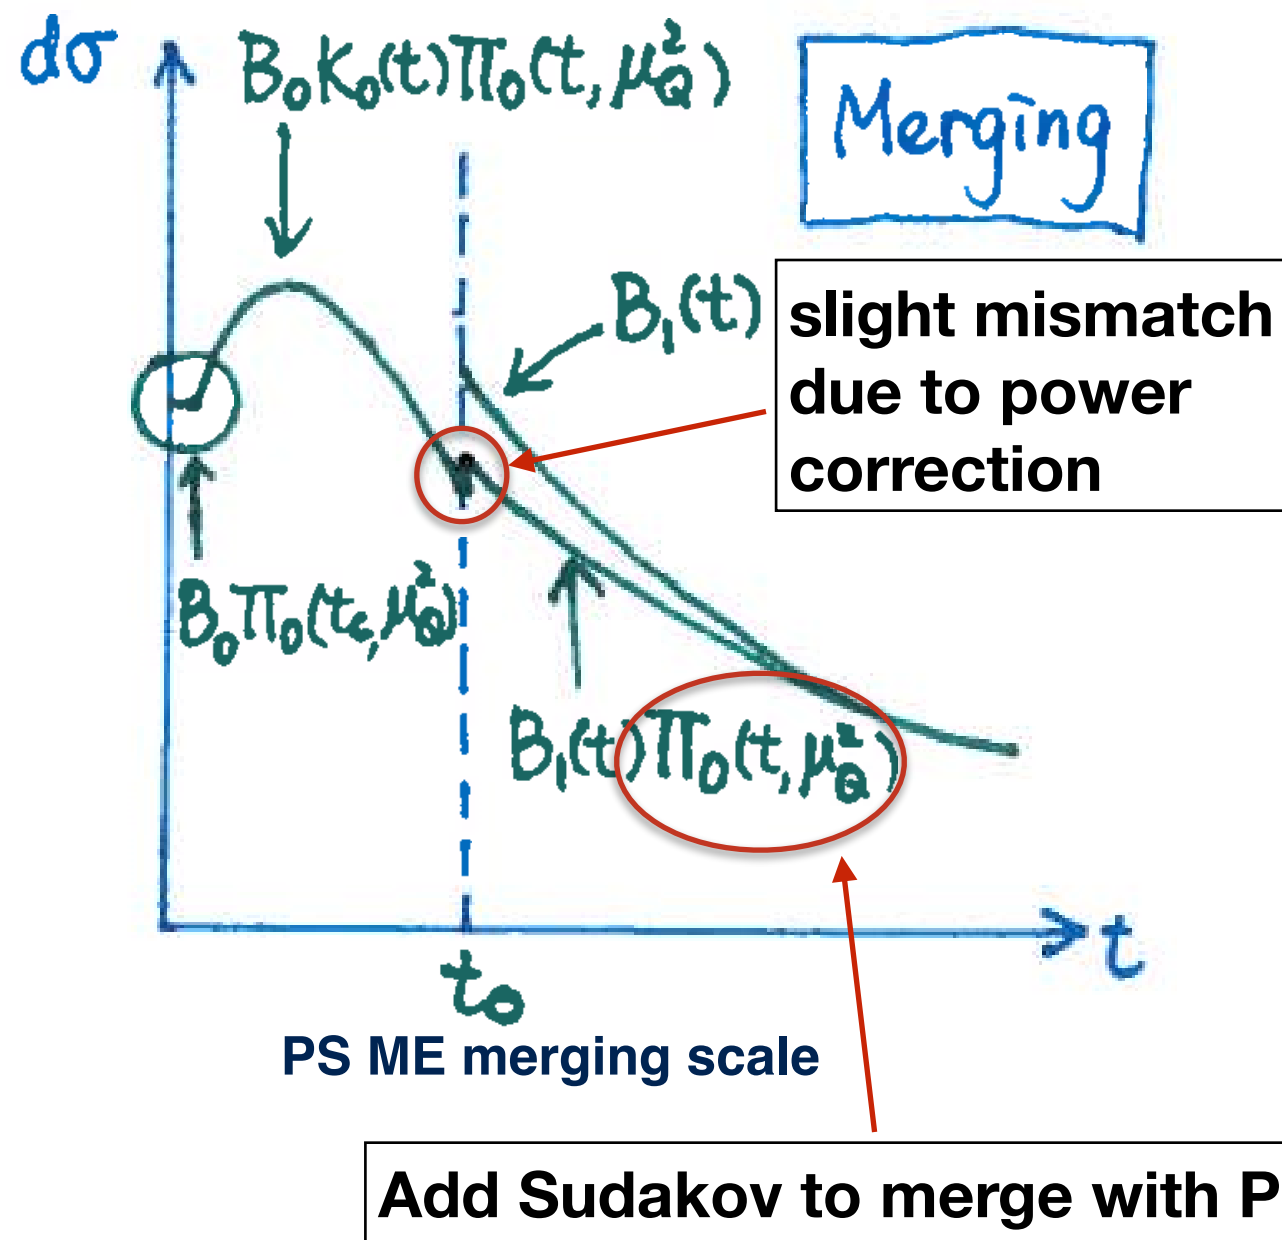 dσ
B₀K₀(t)Π₀(t, μ²_Q)
Merging
B₁(t)
slight mismatch
due to power
correction
B₀Π₀(t_c, μ²_Q)
B₁(t)Π₀(t, μ²_Q)
t
t₀
PS ME merging scale
Add Sudakov to merge with P